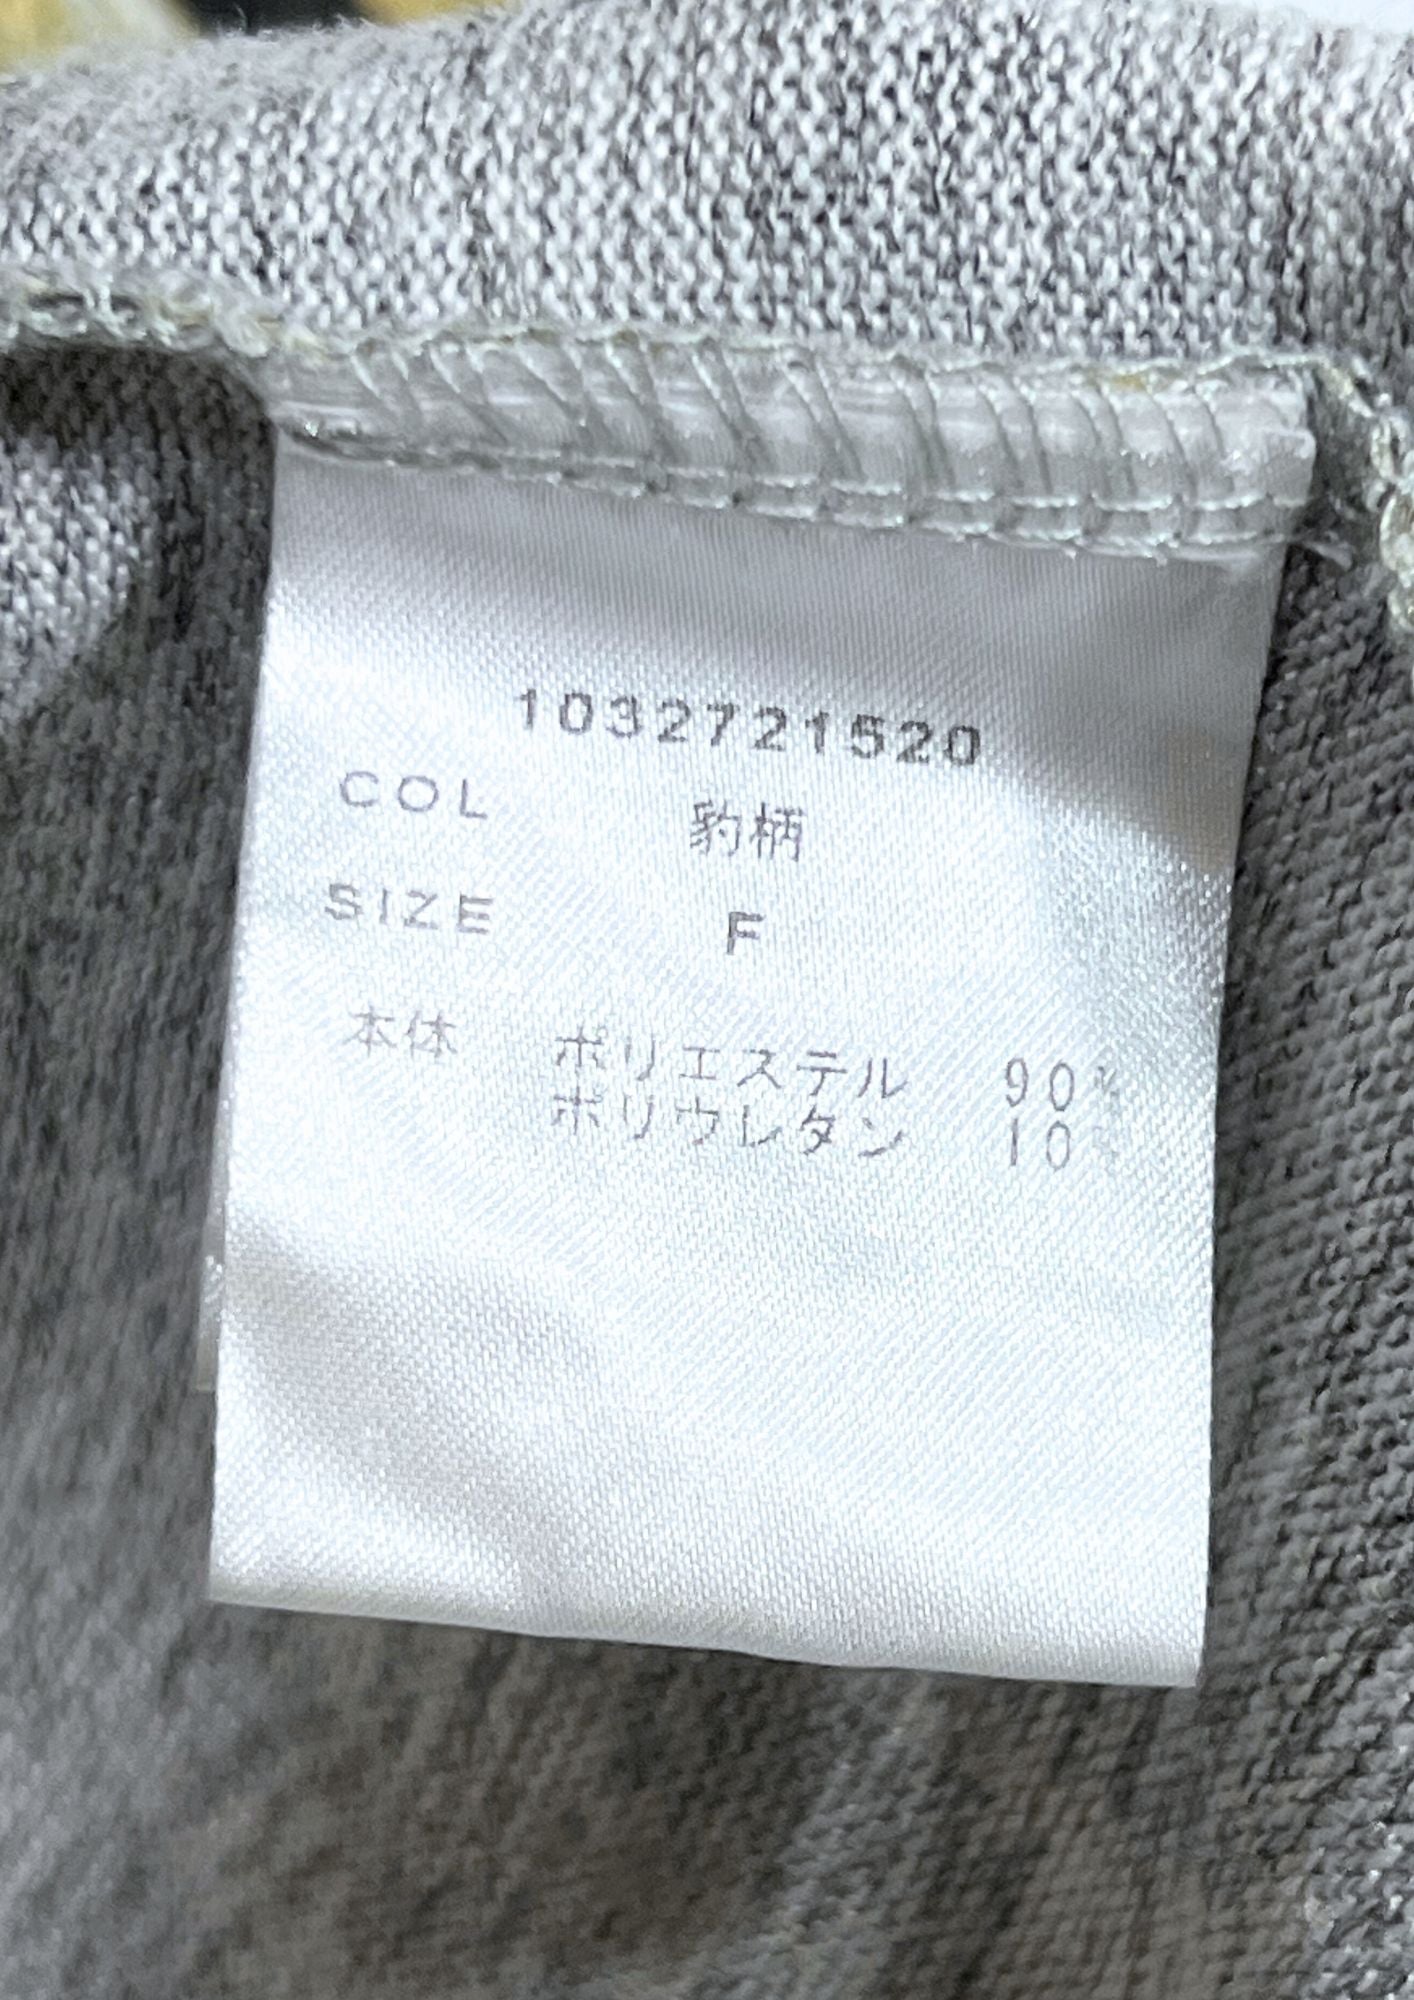 1032721520
COL 豹柄
SIZE F
本体 ポリエステル 90%
ポリウレタン 10%